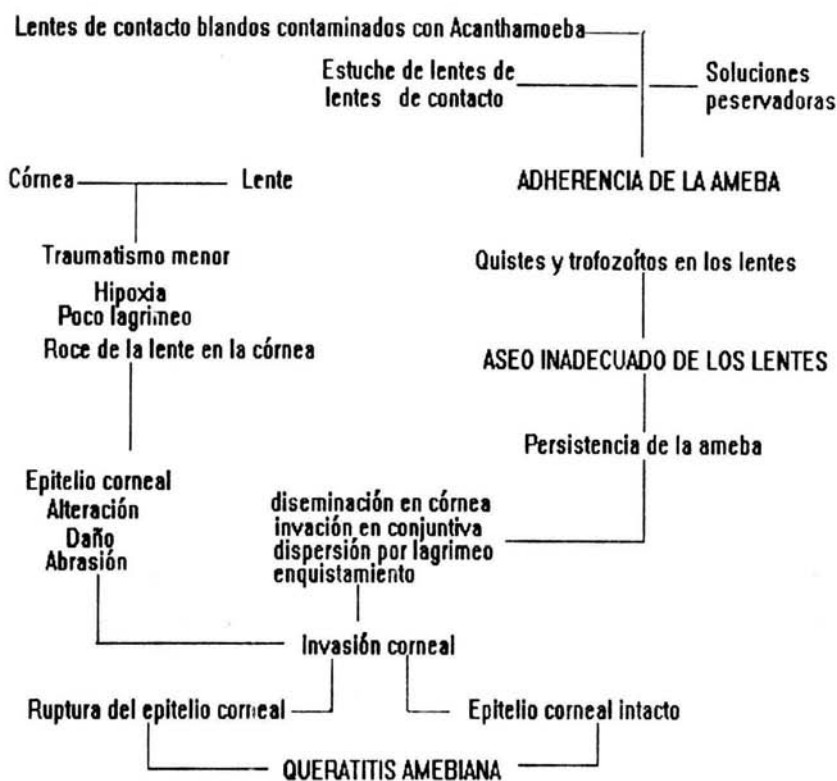 Lentes de contacto blandos contaminados con Acanthamoeba
Estuche de lentes de
lentes de contacto
Soluciones
peservadoras
Córnea
Lente
ADHERENCIA DE LA AMEBA
Traumatismo menor
Hipoxia
Poco lagrimeo
Roce de la lente en la córnea
Quistes y trofozoítos en los lentes
ASEO INADECUADO DE LOS LENTES
Persistencia de la ameba
Epitelio corneal
Alteración
Daño
Abrasión
diseminación en córnea
invación en conjuntiva
dispersión por lagrimeo
enquistamiento
Invasión corneal
Ruptura del epitelio corneal
Epitelio corneal intacto
QUERATITIS AMEBIANA